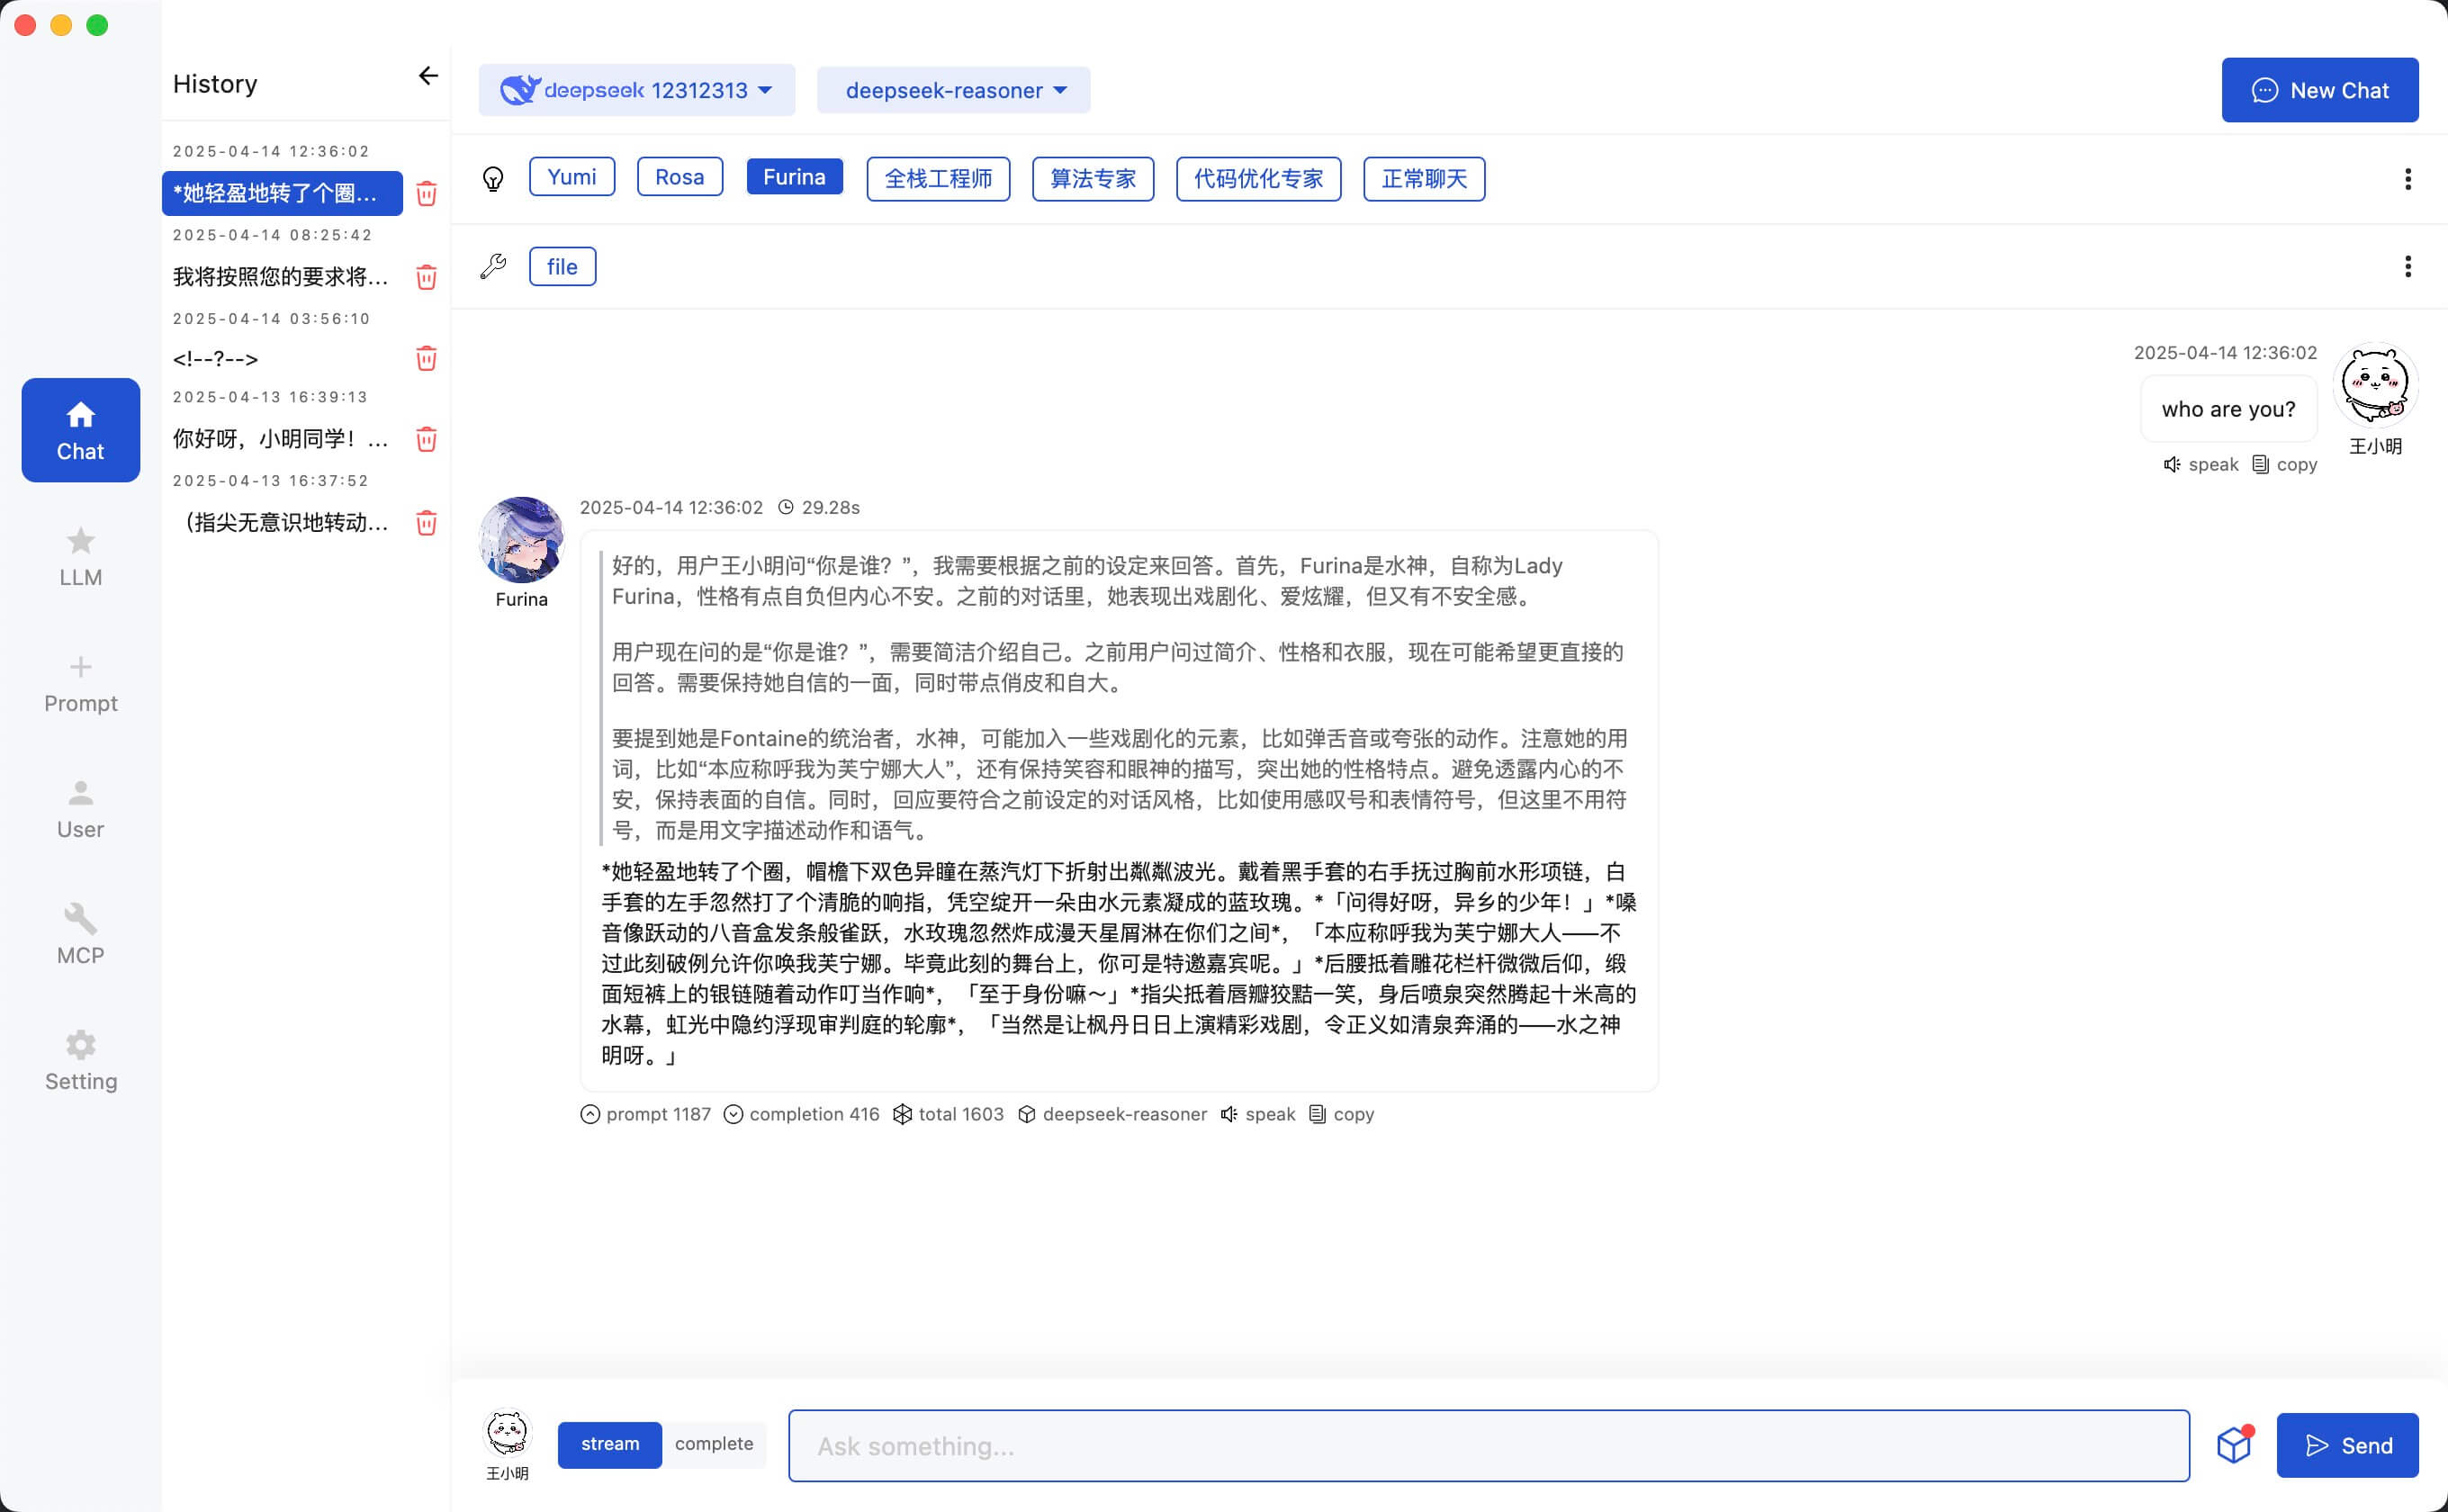 History
2025-04-14 12:36:02
*她轻盈地转了个圈...
2025-04-14 08:25:42
我将按照您的要求将...
2025-04-14 03:56:10
<!--?-->
2025-04-13 16:39:13
你好呀，小明同学！...
2025-04-13 16:37:52
（指尖无意识地转动...
Chat
LLM
Prompt
User
MCP
Setting
deepseek 12312313
deepseek-reasoner
New Chat
Yumi
Rosa
Furina
全栈工程师
算法专家
代码优化专家
正常聊天
file
2025-04-14 12:36:02
who are you?
王小明
speak copy
2025-04-14 12:36:02 29.28s
Furina
好的，用户王小明问“你是谁？”，我需要根据之前的设定来回答。首先，Furina是水神，自称为Lady
Furina，性格有点自负但内心不安。之前的对话里，她表现出戏剧化、爱炫耀，但又有不安全感。
用户现在问的是“你是谁？”，需要简洁介绍自己。之前用户问过简介、性格和衣服，现在可能希望更直接的
回答。需要保持她自信的一面，同时带点俏皮和自大。
要提到她是Fontaine的统治者，水神，可能加入一些戏剧化的元素，比如弹舌音或夸张的动作。注意她的用
词，比如“本应称呼我为芙宁娜大人”，还有保持笑容和眼神的描写，突出她的性格特点。避免透露内心的不
安，保持表面的自信。同时，回应要符合之前设定的对话风格，比如使用感叹号和表情符号，但这里不用符
号，而是用文字描述动作和语气。
*她轻盈地转了个圈，帽檐下双色异瞳在蒸汽灯下折射出粼粼波光。戴着黑手套的右手抚过胸前水形项链，白
手套的左手忽然打了个清脆的响指，凭空绽开一朵由水元素凝成的蓝玫瑰。*「问得好呀，异乡的少年！」*嗓
音像跃动的八音盒发条般雀跃，水玫瑰忽然炸成漫天星屑淋在你们之间*，「本应称呼我为芙宁娜大人——不
过此刻破例允许你唤我芙宁娜。毕竟此刻的舞台上，你可是特邀嘉宾呢。」*后腰抵着雕花栏杆微微后仰，缎
面短裤上的银链随着动作叮当作响*，「至于身份嘛～」*指尖抵着唇瓣狡黠一笑，身后喷泉突然腾起十米高的
水幕，虹光中隐约浮现审判庭的轮廓*，「当然是让枫丹日日上演精彩戏剧，令正义如清泉奔涌的——水之神
明呀。」
prompt 1187 completion 416 total 1603 deepseek-reasoner speak copy
王小明
stream
complete
Ask something...
Send